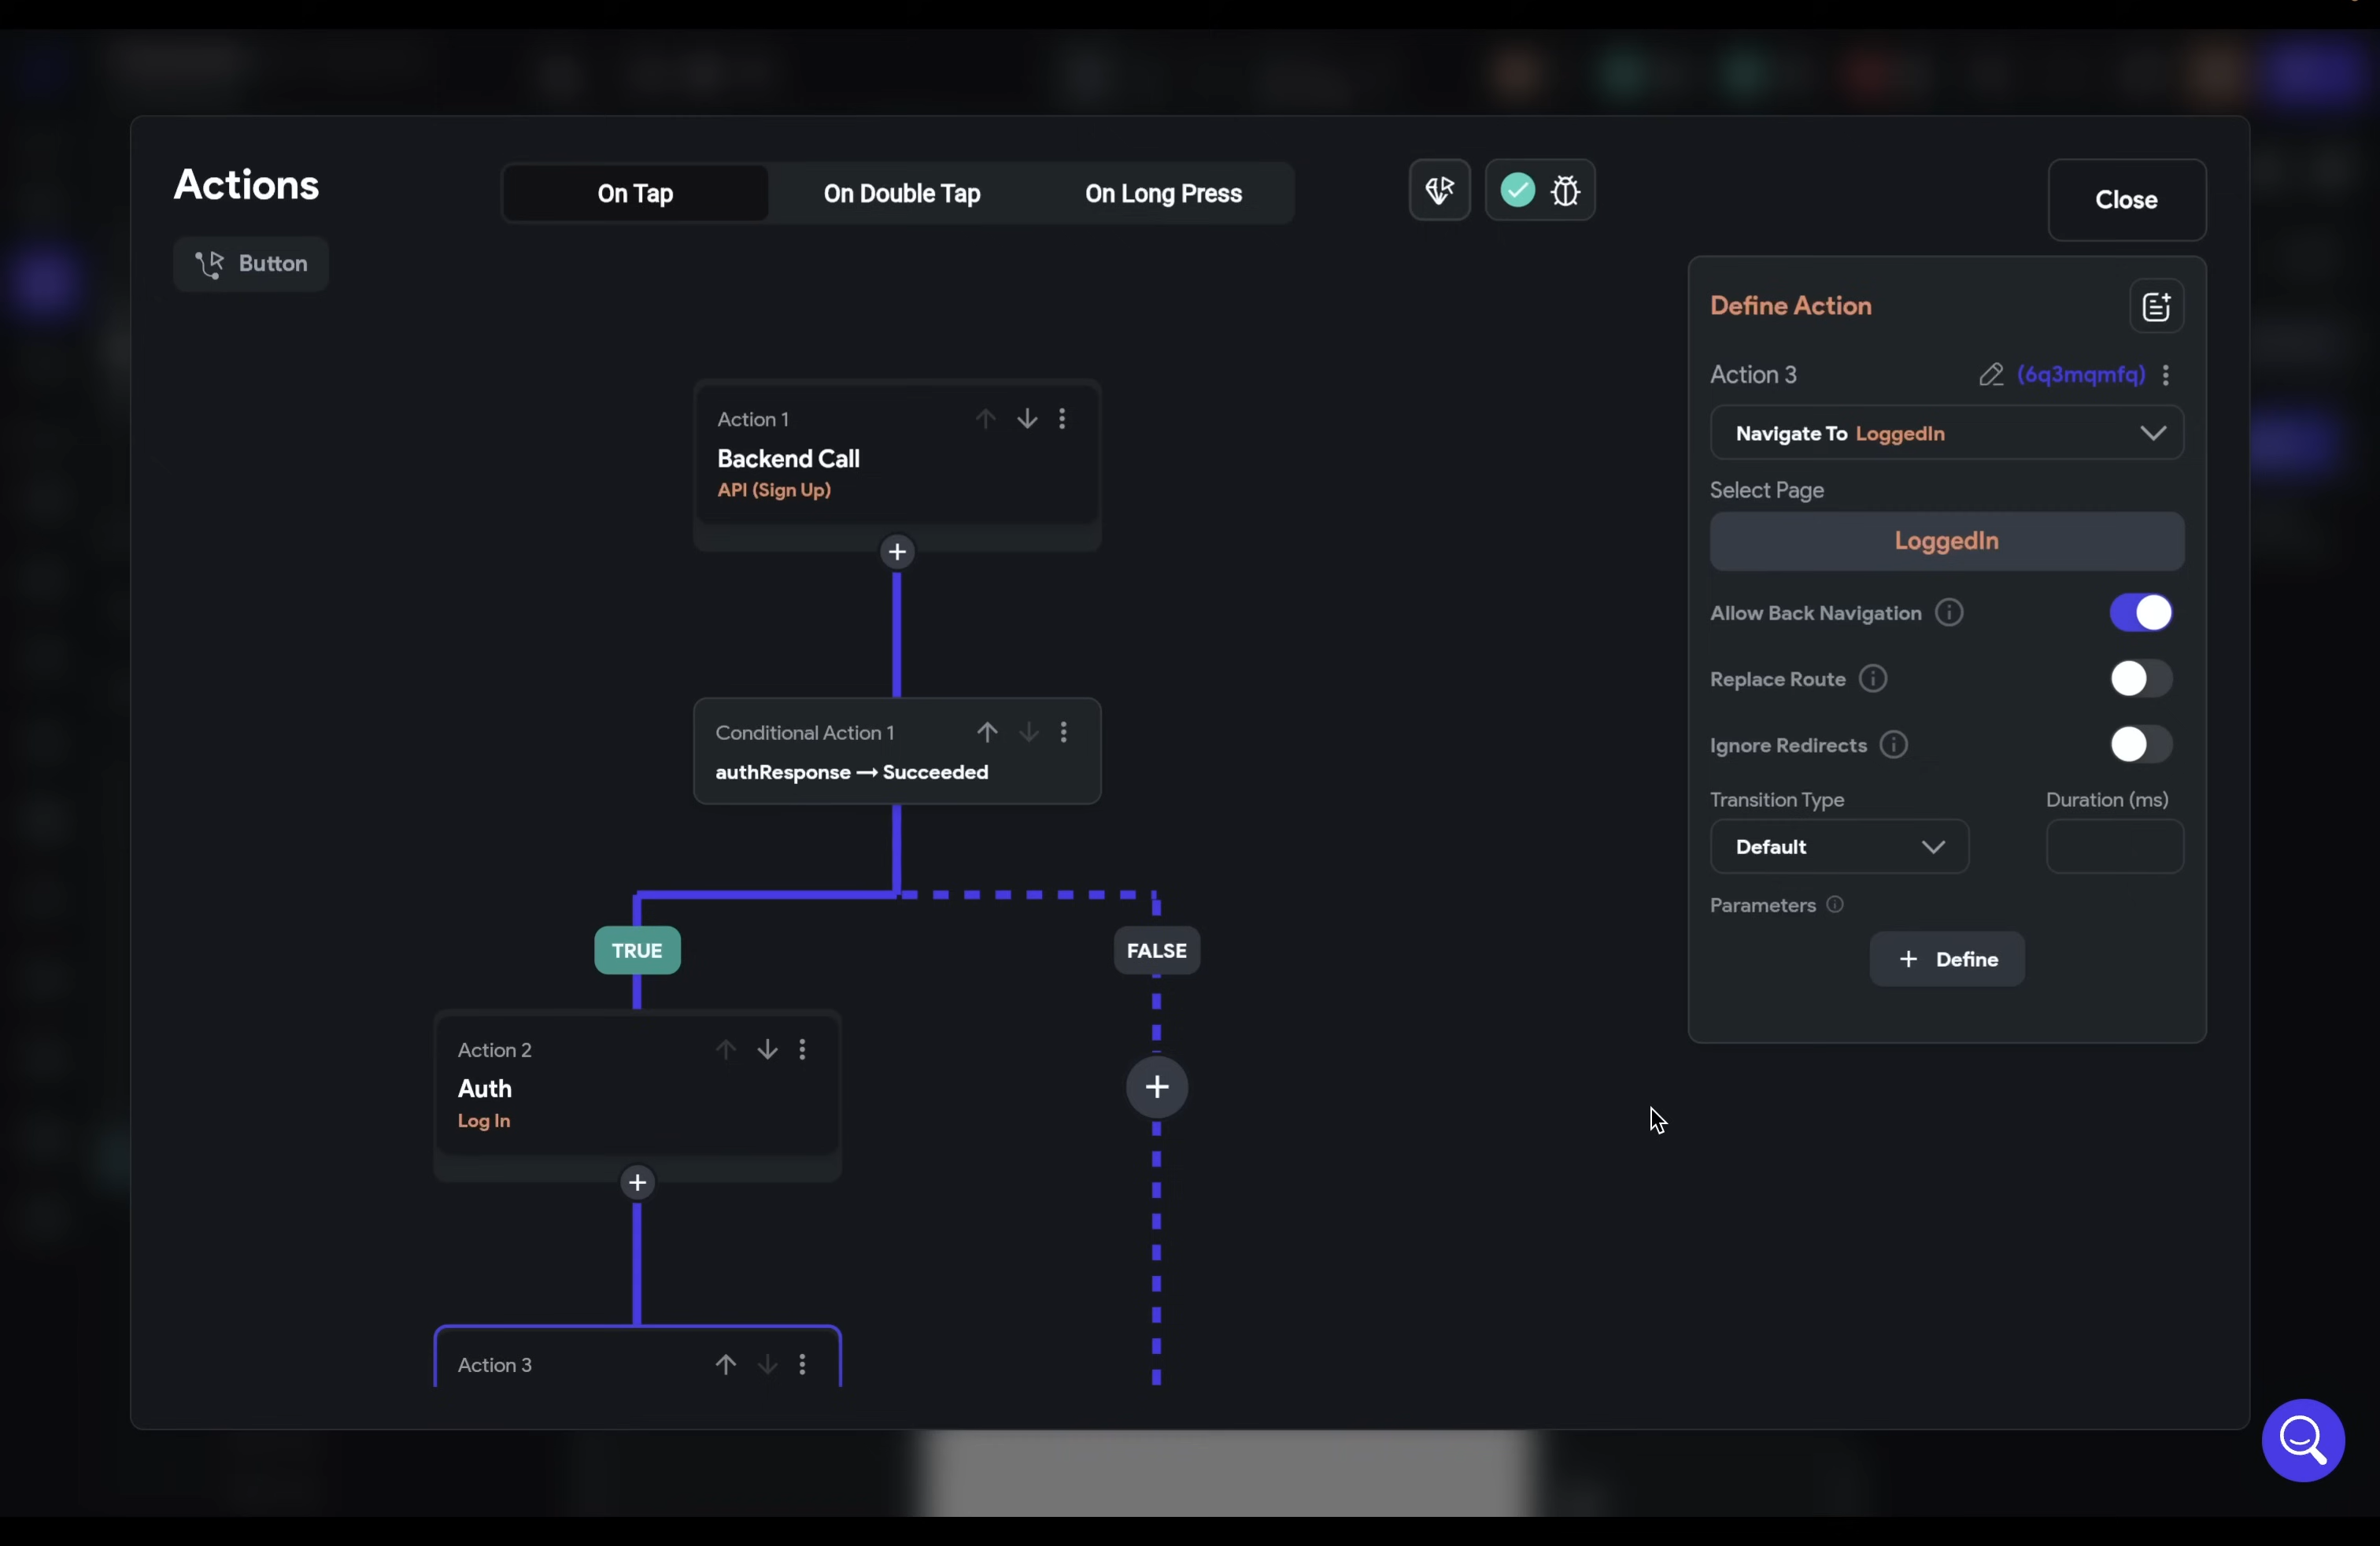 Actions
On Tap
On Double Tap
On Long Press
Close
Button
Action 1
Backend Call
API (Sign Up)
Conditional Action 1
authResponse → Succeeded
TRUE
FALSE
Action 2
Auth
Log In
Action 3
Define Action
Action 3
(6q3mqmfq)
Navigate To LoggedIn
Select Page
LoggedIn
Allow Back Navigation
Replace Route
Ignore Redirects
Transition Type
Duration (ms)
Default
Parameters
+ Define